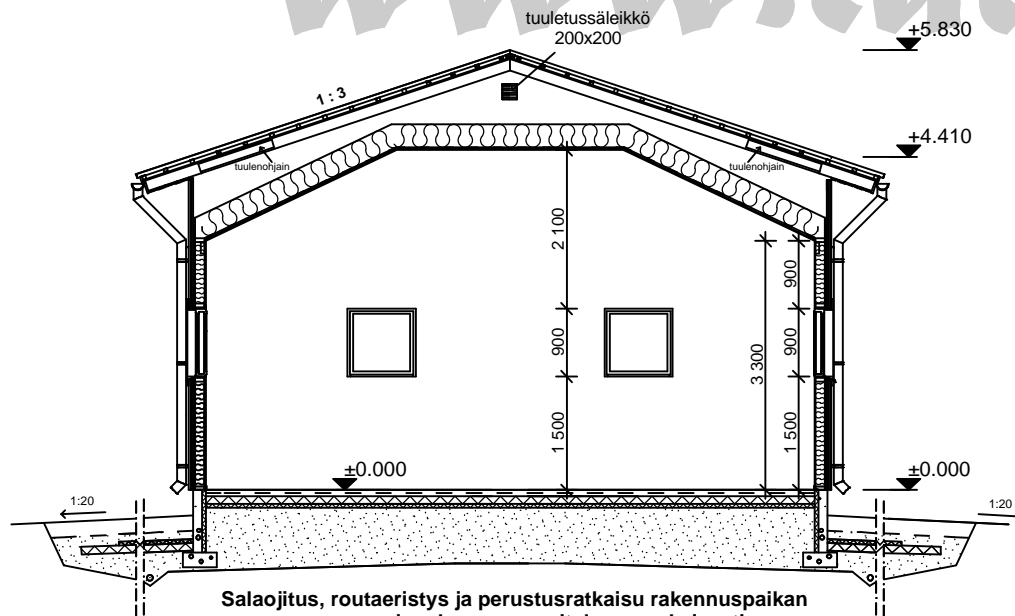 tuuletussäleikkö
200x200
+5.830
1 : 3
+4.410
tuulenohjain
tuulenohjain
2 100
900
900
900
3 300
1 500
1 500
±0.000
±0.000
1:20
1:20
Salaojitus, routaeristys ja perustusratkaisu rakennuspaikan